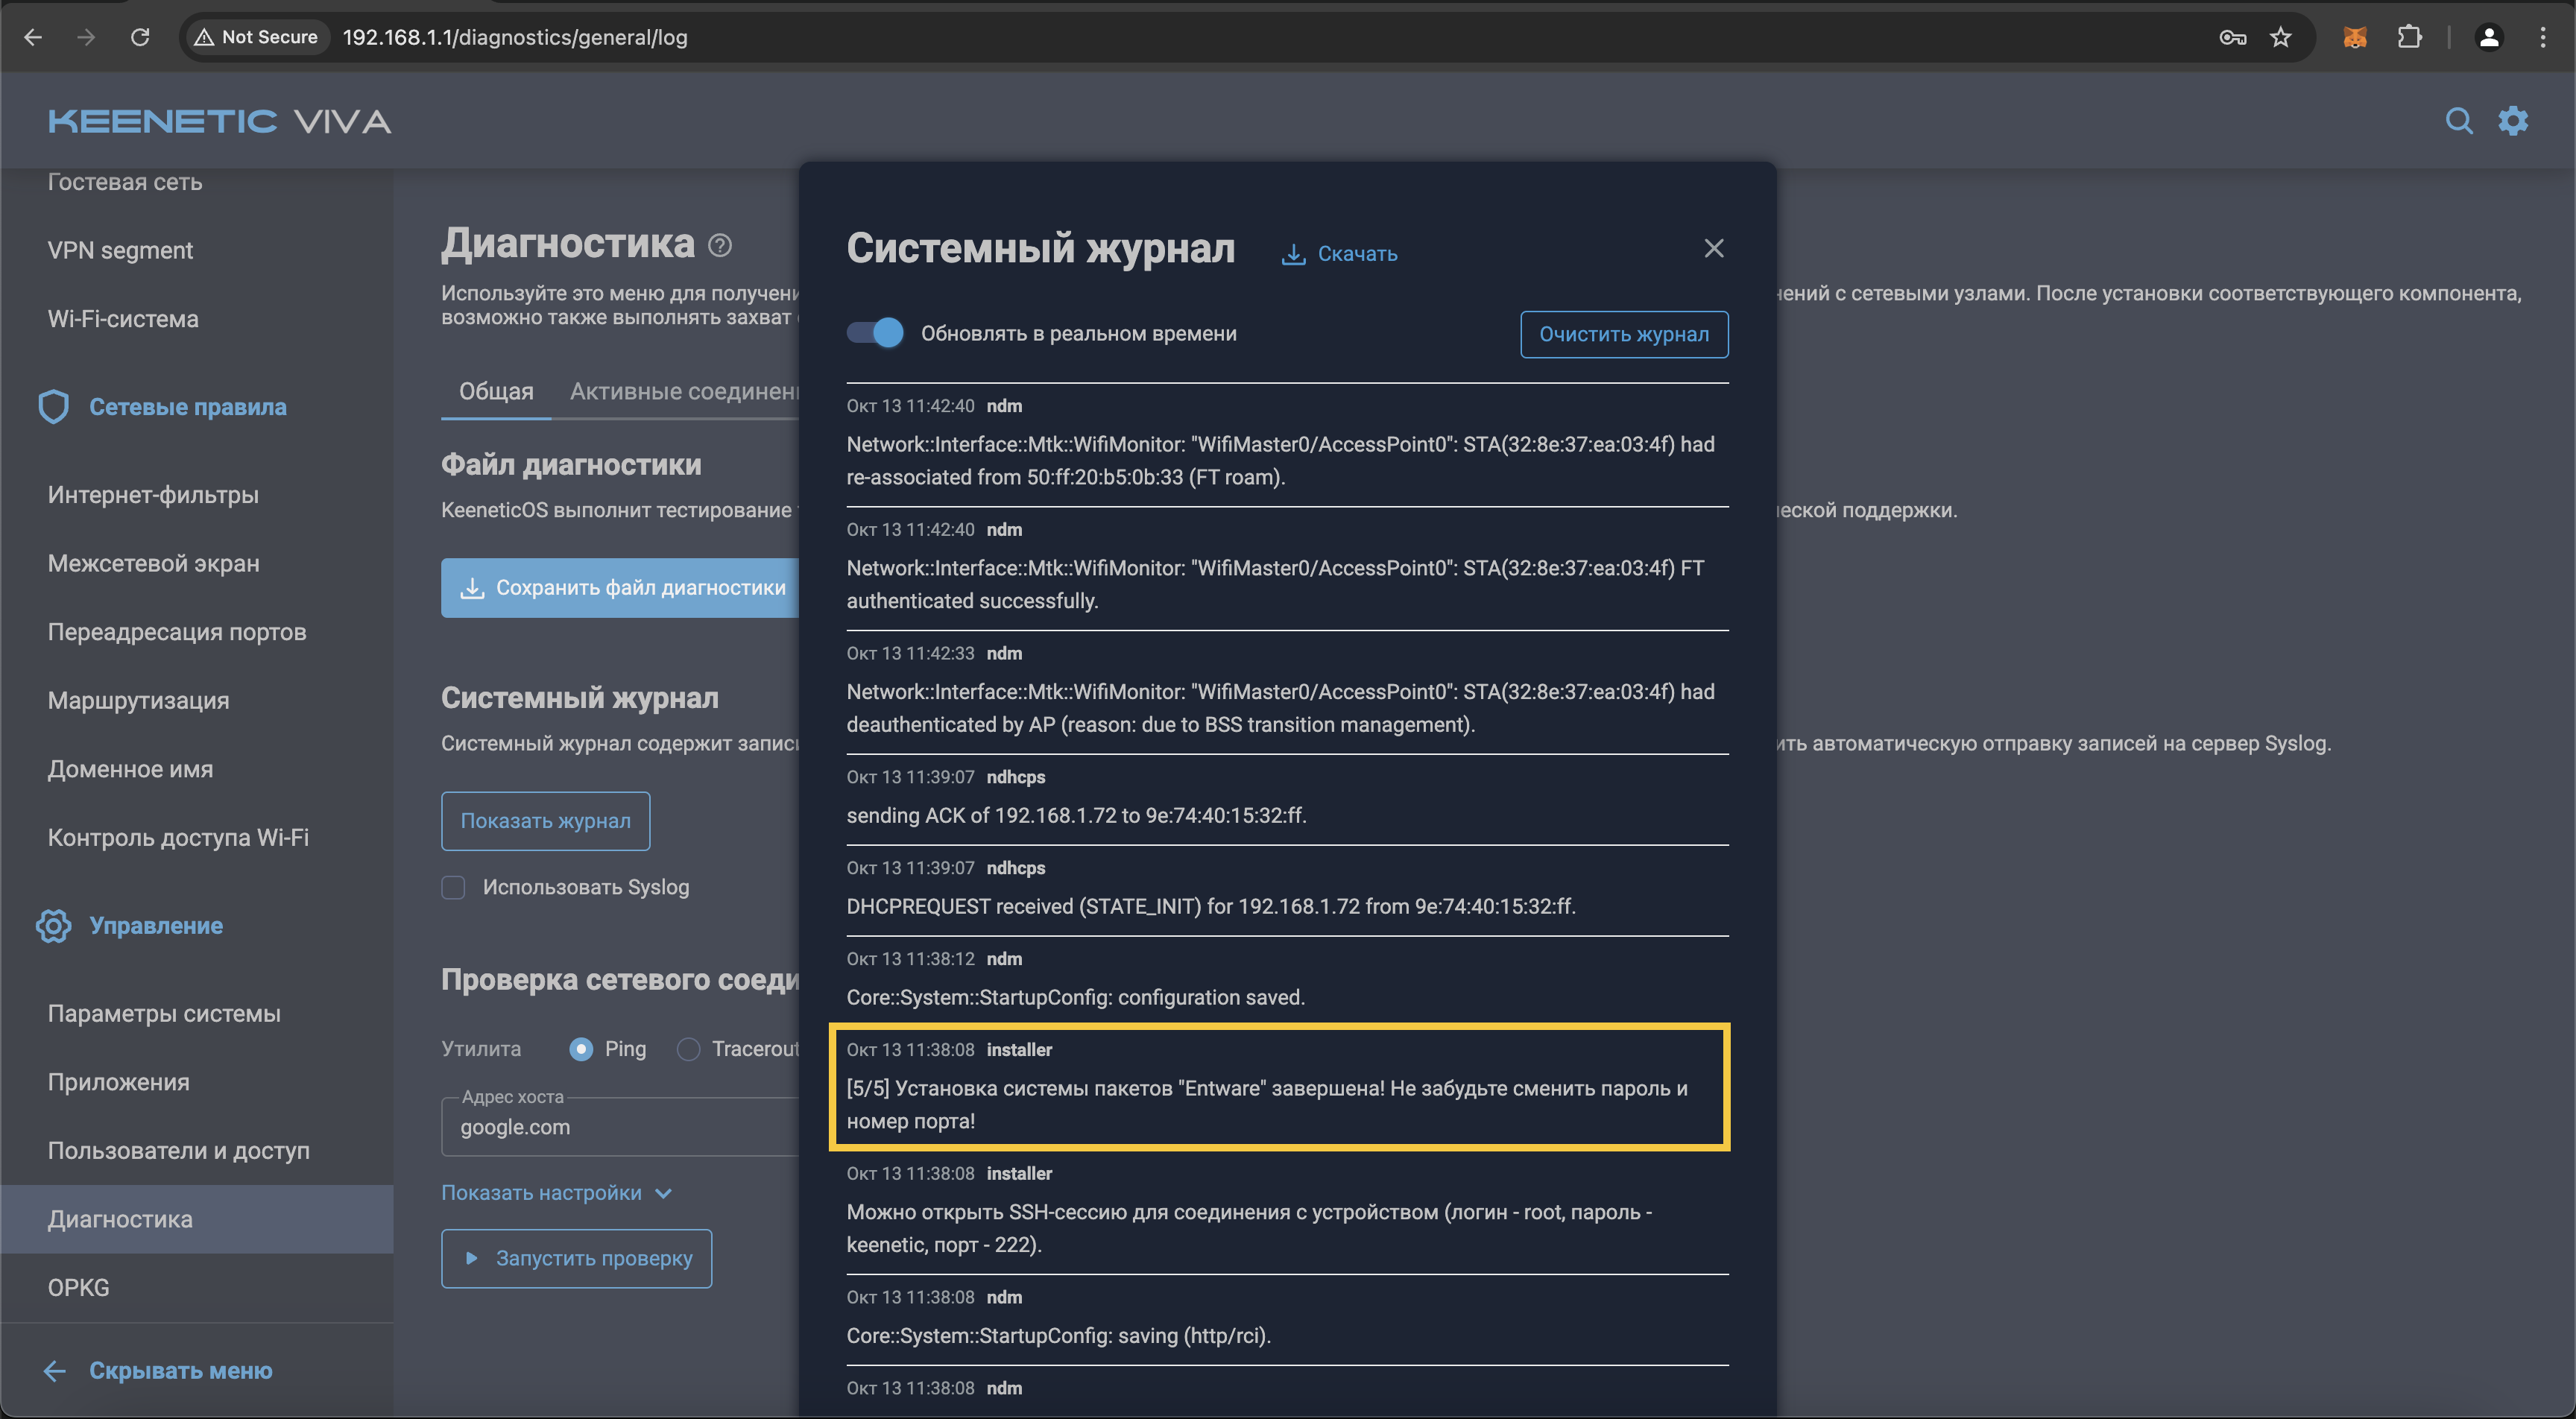 Not Secure
192.168.1.1/diagnostics/general/log
KEENETIC VIVA
Гостевая сеть
VPN segment
Wi-Fi-система
Сетевые правила
Интернет-фильтры
Межсетевой экран
Переадресация портов
Маршрутизация
Доменное имя
Контроль доступа Wi-Fi
Управление
Параметры системы
Приложения
Пользователи и доступ
Диагностика
OPKG
Скрывать меню
Диагностика
Используйте это меню для
нений с сетевыми узлами. После установки соответствующего компонента,
возможно также выполнять захват
Общая
Активные
Файл диагностики
KeeneticOS выполнит тестирование
ческой поддержки.
Сохранить файл диагностики
Системный журнал
Системный журнал содержит
ить автоматическую отправку записей на сервер Syslog.
Показать журнал
Использовать Syslog
Проверка сетевого
Утилита
Ping
Tracerout
Адрес хоста
google.com
Показать настройки
Запустить проверку
Системный журнал
Скачать
Обновлять в реальном времени
Очистить журнал
Окт 13 11:42:40 ndm
Network::Interface::Mtk::WifiMonitor: "WifiMaster0/AccessPoint0": STA(32:8e:37:ea:03:4f) had
re-associated from 50:ff:20:b5:0b:33 (FT roam).
Окт 13 11:42:40 ndm
Network::Interface::Mtk::WifiMonitor: "WifiMaster0/AccessPoint0": STA(32:8e:37:ea:03:4f) FT
authenticated successfully.
Окт 13 11:42:33 ndm
Network::Interface::Mtk::WifiMonitor: "WifiMaster0/AccessPoint0": STA(32:8e:37:ea:03:4f) had
deauthenticated by AP (reason: due to BSS transition management).
Окт 13 11:39:07 ndhcps
sending ACK of 192.168.1.72 to 9e:74:40:15:32:ff.
Окт 13 11:39:07 ndhcps
DHCPREQUEST received (STATE_INIT) for 192.168.1.72 from 9e:74:40:15:32:ff.
Окт 13 11:38:12 ndm
Core::System::StartupConfig: configuration saved.
Окт 13 11:38:08 installer
[5/5] Установка системы пакетов "Entware" завершена! Не забудьте сменить пароль и
номер порта!
Окт 13 11:38:08 installer
Можно открыть SSH-сессию для соединения с устройством (логин - root, пароль -
keenetic, порт - 222).
Окт 13 11:38:08 ndm
Core::System::StartupConfig: saving (http/rci).
Окт 13 11:38:08 ndm